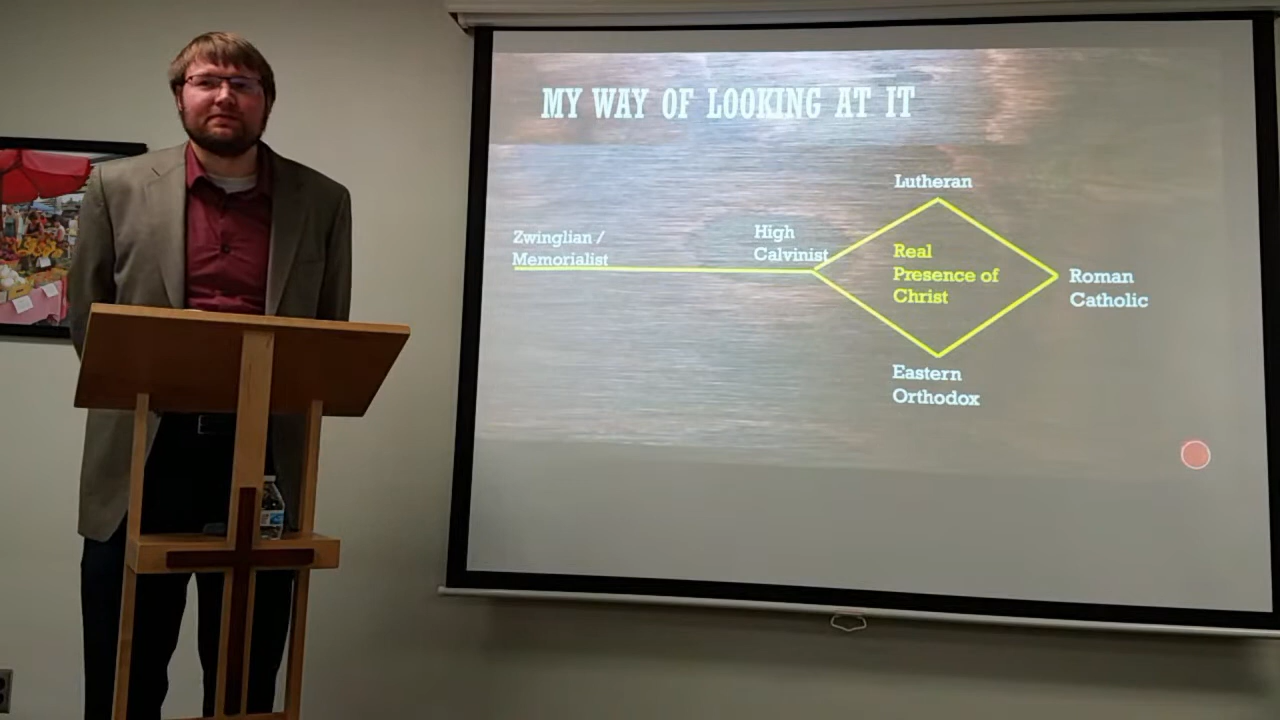 MY WAY OF LOOKING AT IT
Lutheran
Zwinglian /
Memorialist
High
Calvinist
Real
Presence of
Christ
Roman
Catholic
Eastern
Orthodox